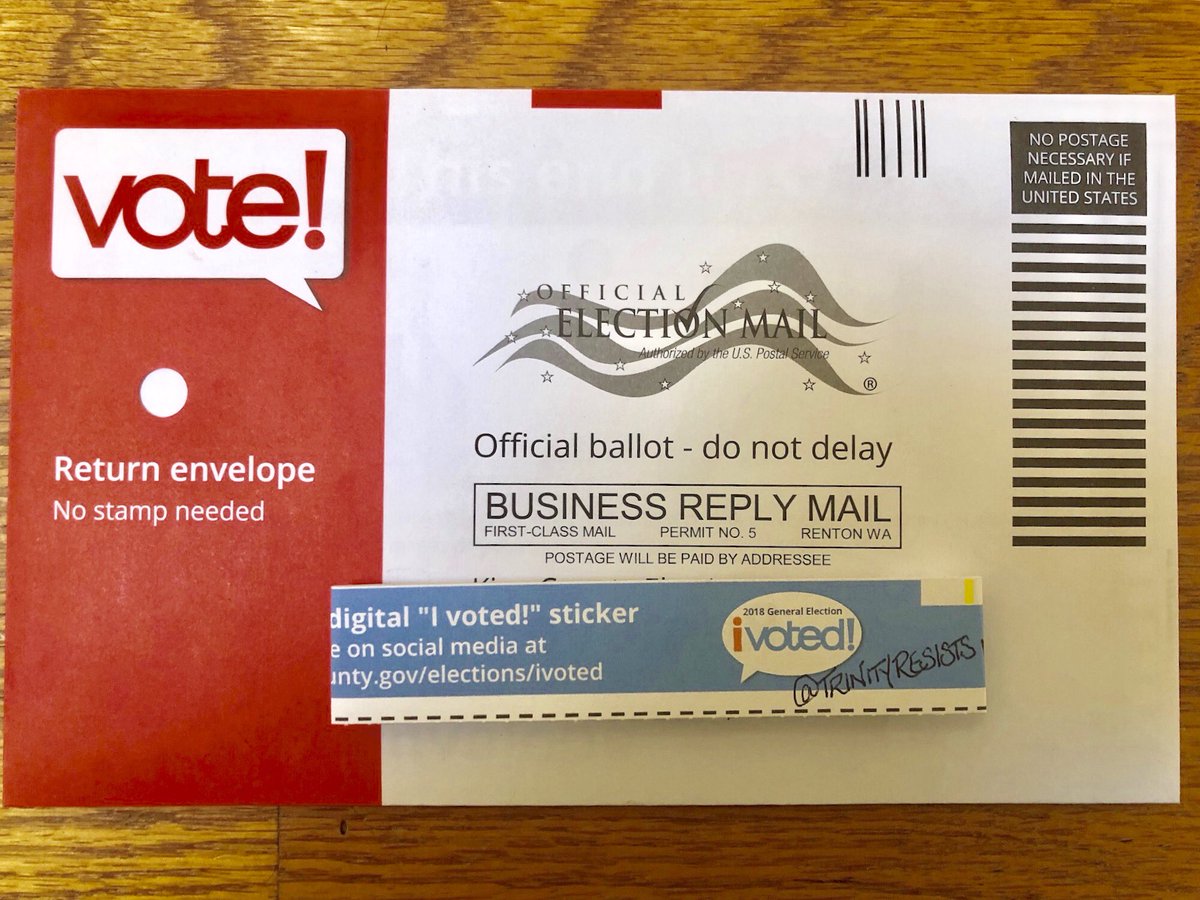 vote!
Return envelope
No stamp needed
NO POSTAGE
NECESSARY IF
MAILED IN THE
UNITED STATES
OFFICIAL
ELECTION MAIL
Authorized by the U.S. Postal Service
®
Official ballot - do not delay
BUSINESS REPLY MAIL
FIRST-CLASS MAIL PERMIT NO. 5 RENTON WA
POSTAGE WILL BE PAID BY ADDRESSEE
digital "I voted!" sticker
e on social media at
unty.gov/elections/ivoted
2018 General Election
ivoted!
@TRINITYRESISTS